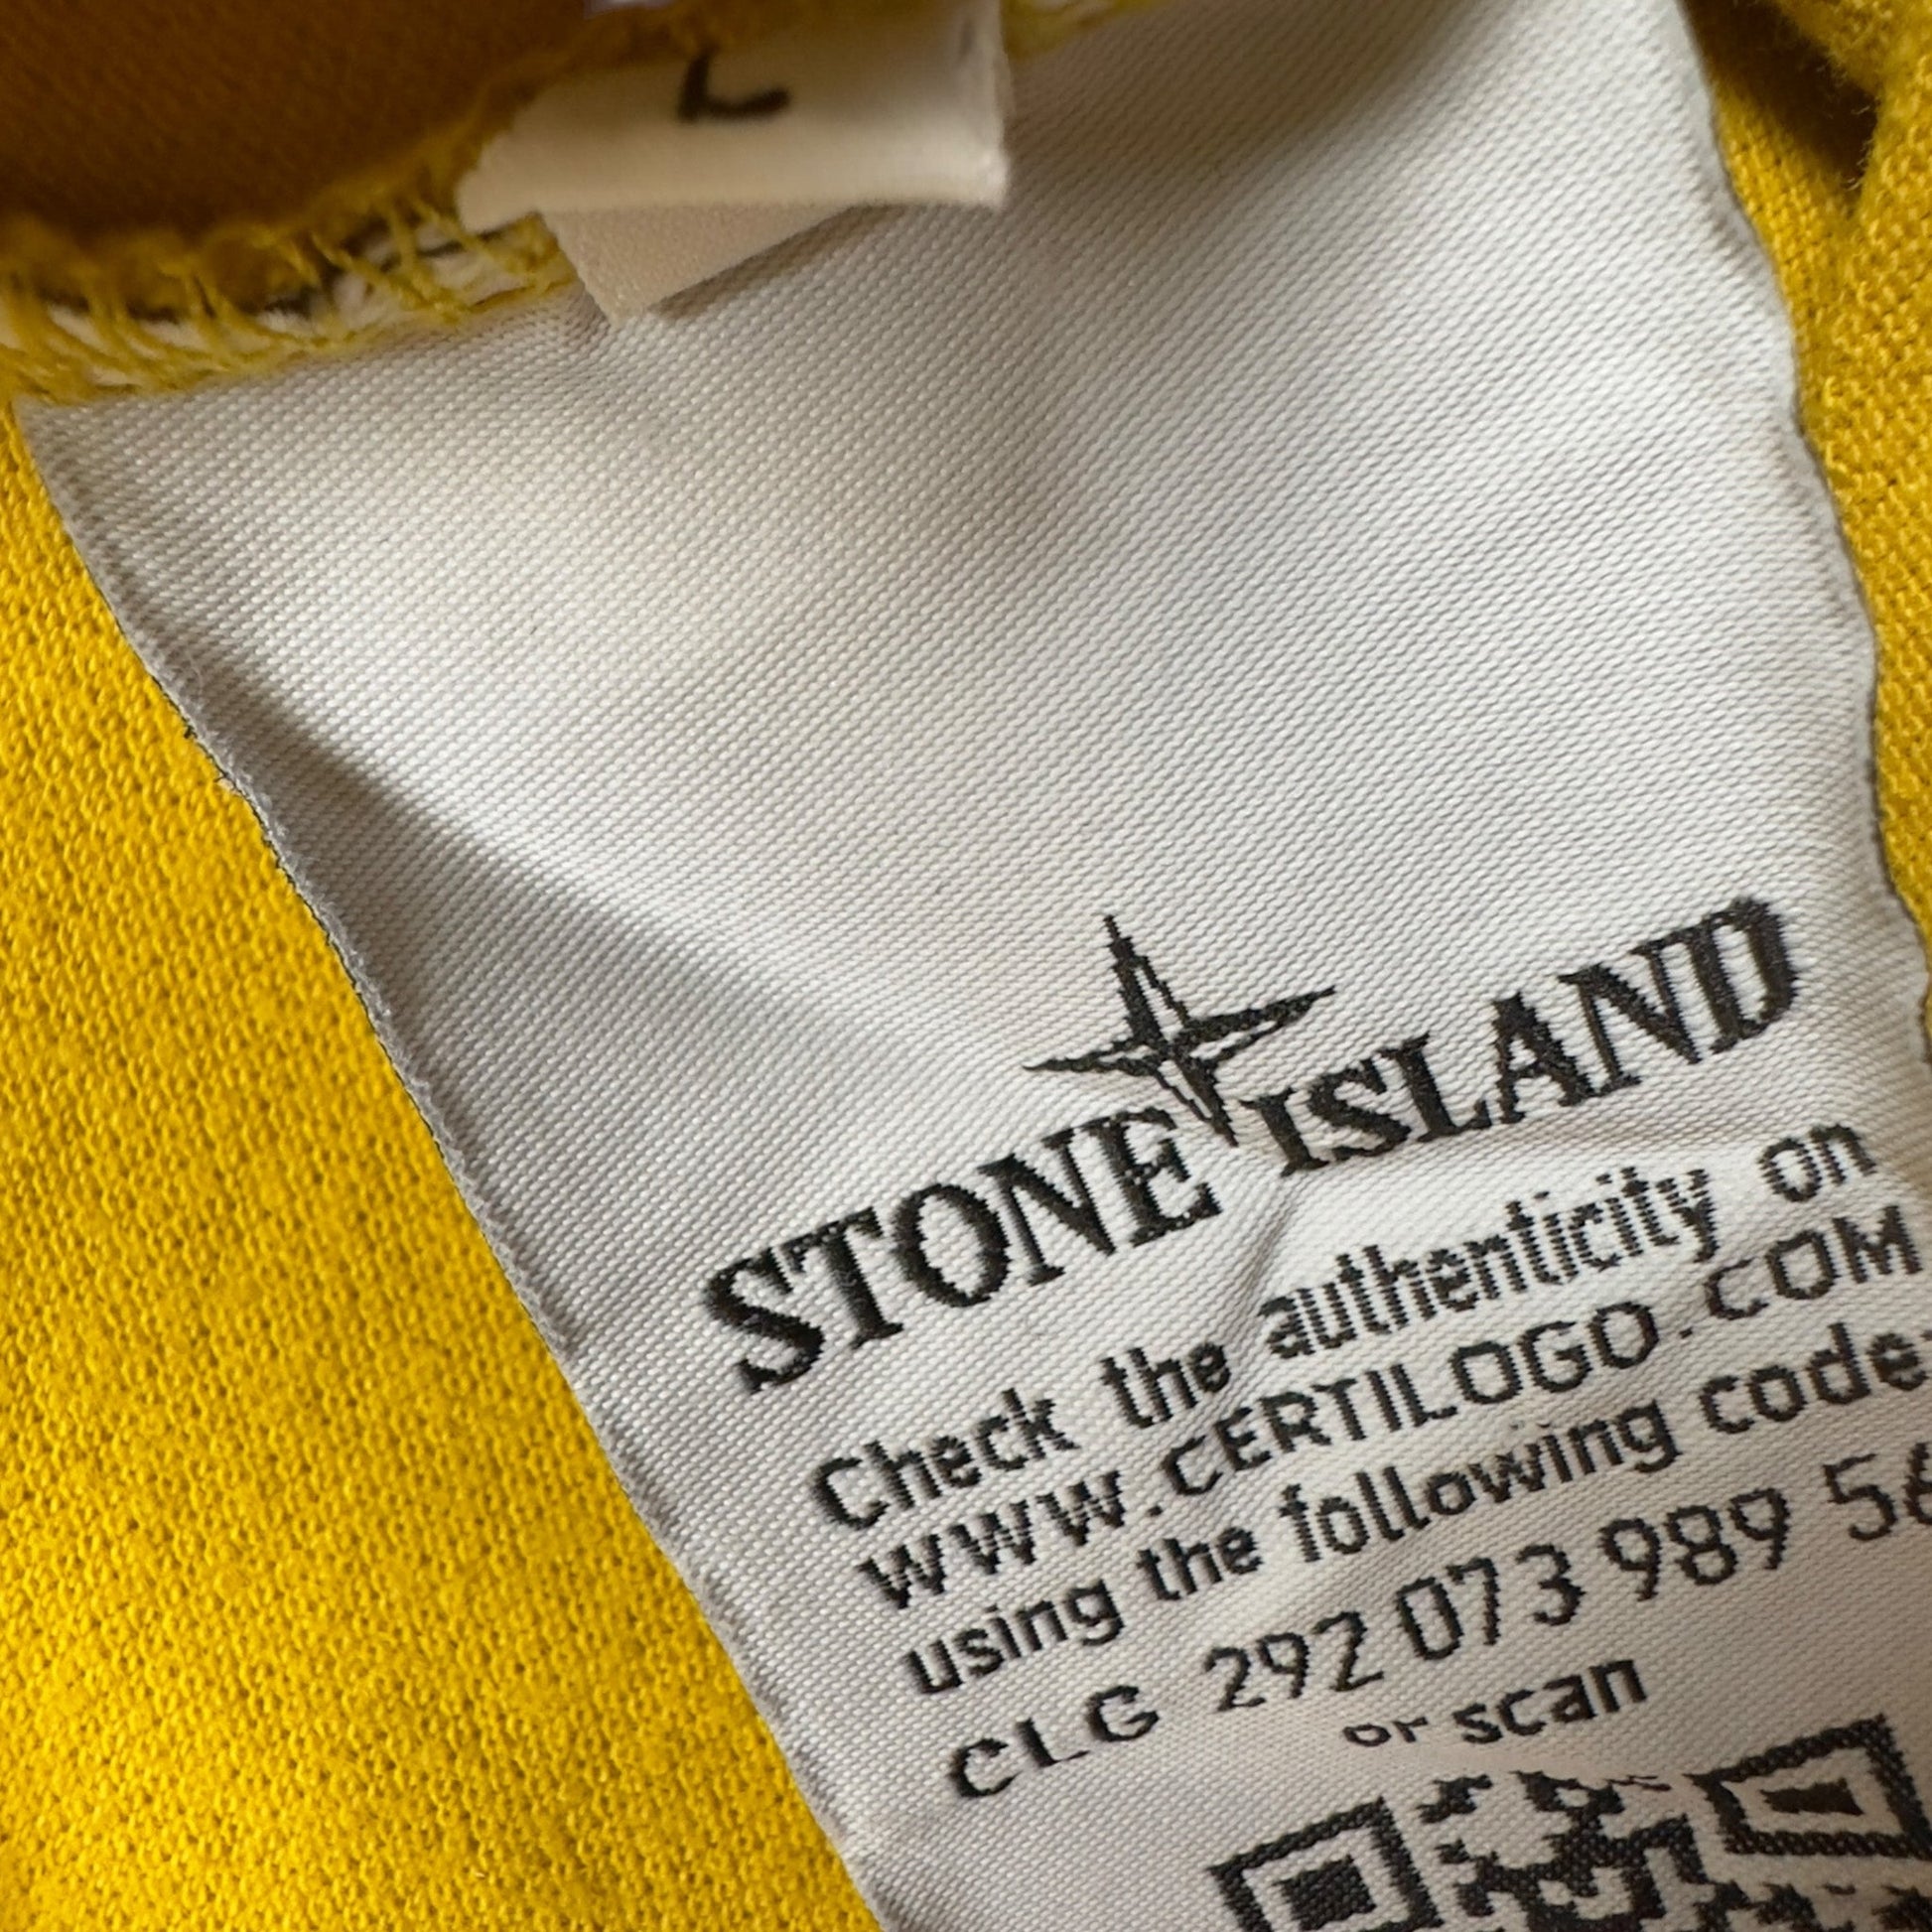 L
STONE ISLAND
Check the authenticity on
WWW.CERTILOGO.COM
using the following code
CLG 292 073 989 56
or scan